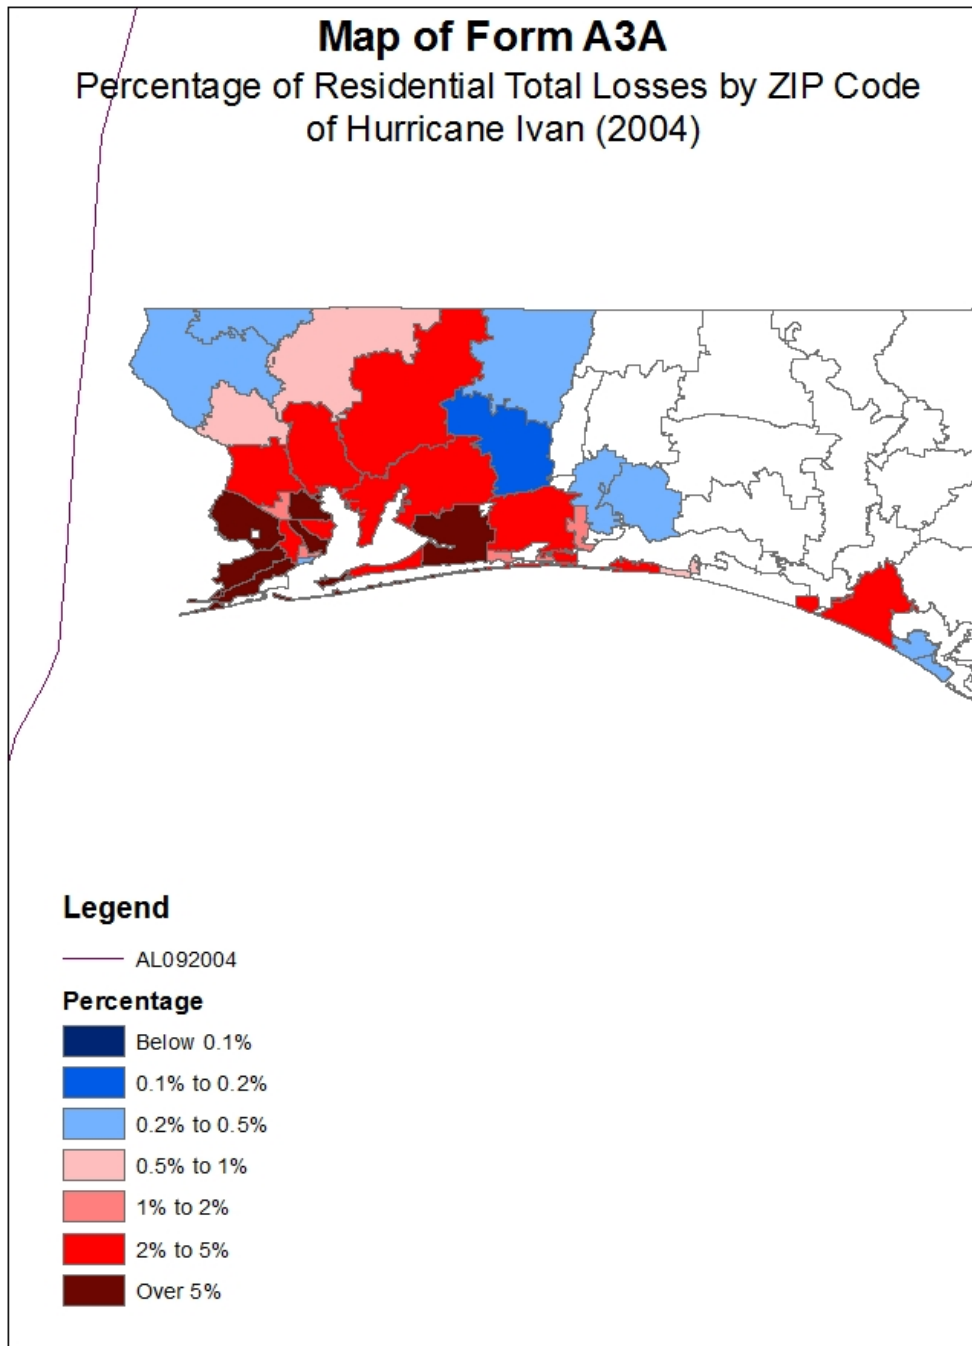 Map of Form A3A
Percentage of Residential Total Losses by ZIP Code
of Hurricane Ivan (2004)
Legend
AL092004
Percentage
Below 0.1%
0.1% to 0.2%
0.2% to 0.5%
0.5% to 1%
1% to 2%
2% to 5%
Over 5%